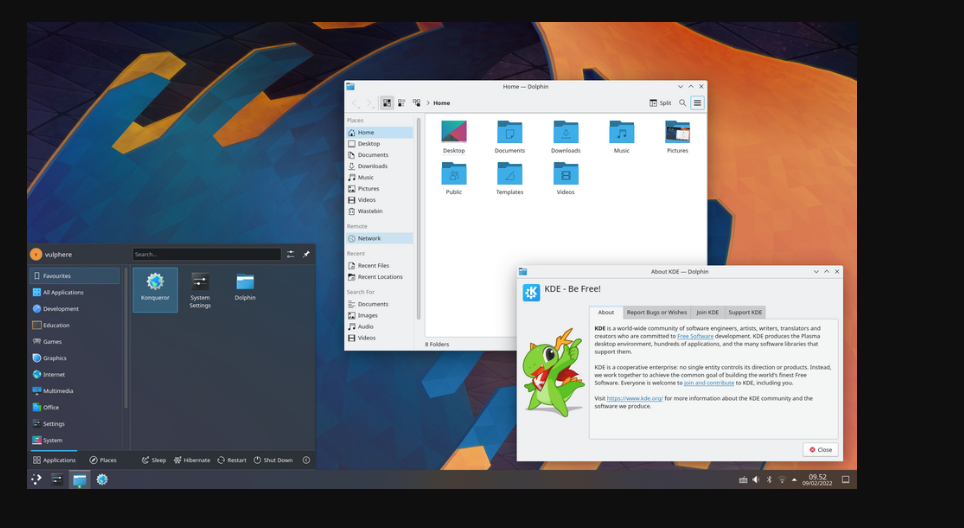 Home — Dolphin
Home
Split
Places
Home
Desktop
Documents
Downloads
Music
Pictures
Videos
Wastebin
Remote
Network
Recent
Recent Files
Recent Locations
Search For
Documents
Images
Audio
Videos
Desktop
Documents
Downloads
Music
Pictures
Public
Templates
Videos
8 Folders
vulphere
Search...
Favourites
All Applications
Development
Education
Games
Graphics
Internet
Multimedia
Office
Settings
System
Konqueror
System
Settings
Dolphin
Applications
Places
Sleep
Hibernate
Restart
Shut Down
About KDE — Dolphin
KDE - Be Free!
About
Report Bugs or Wishes
Join KDE
Support KDE
KDE is a world-wide community of software engineers, artists, writers, translators and
creators who are committed to Free Software development. KDE produces the Plasma
desktop environment, hundreds of applications, and the many software libraries that
support them.
KDE is a cooperative enterprise: no single entity controls its direction or products. Instead,
we work together to achieve the common goal of building the world's finest Free
Software. Everyone is welcome to join and contribute to KDE, including you.
Visit https://www.kde.org/ for more information about the KDE community and the
software we produce.
Close
09.52
09/02/2022